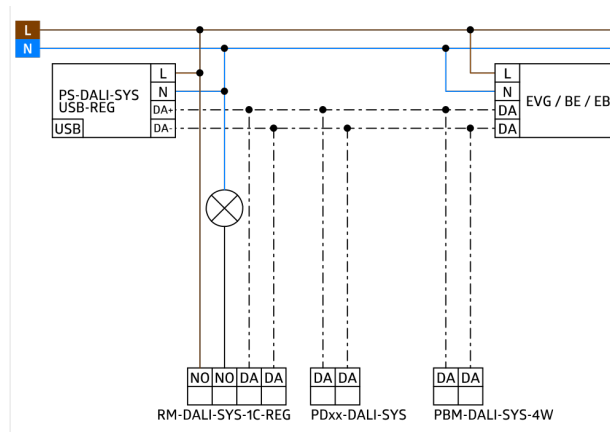 L
N
PS-DALI-SYS
USB-REG
USB
L
N
DA+
DA-
L
N
DA
DA
EVG / BE / EB
NO NO DA DA
RM-DALI-SYS-1C-REG
DA DA
PDxx-DALI-SYS
DA DA
PBM-DALI-SYS-4W